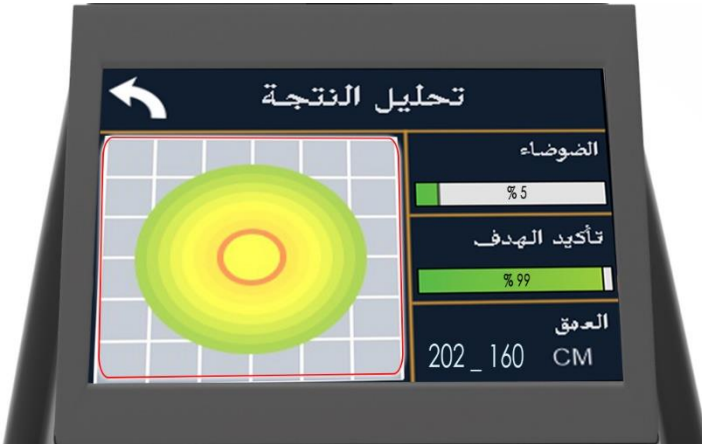 تحليل النتجة
الضوضاء
% 5
تأكيد الهدف
% 99
العمق
202 _ 160 CM